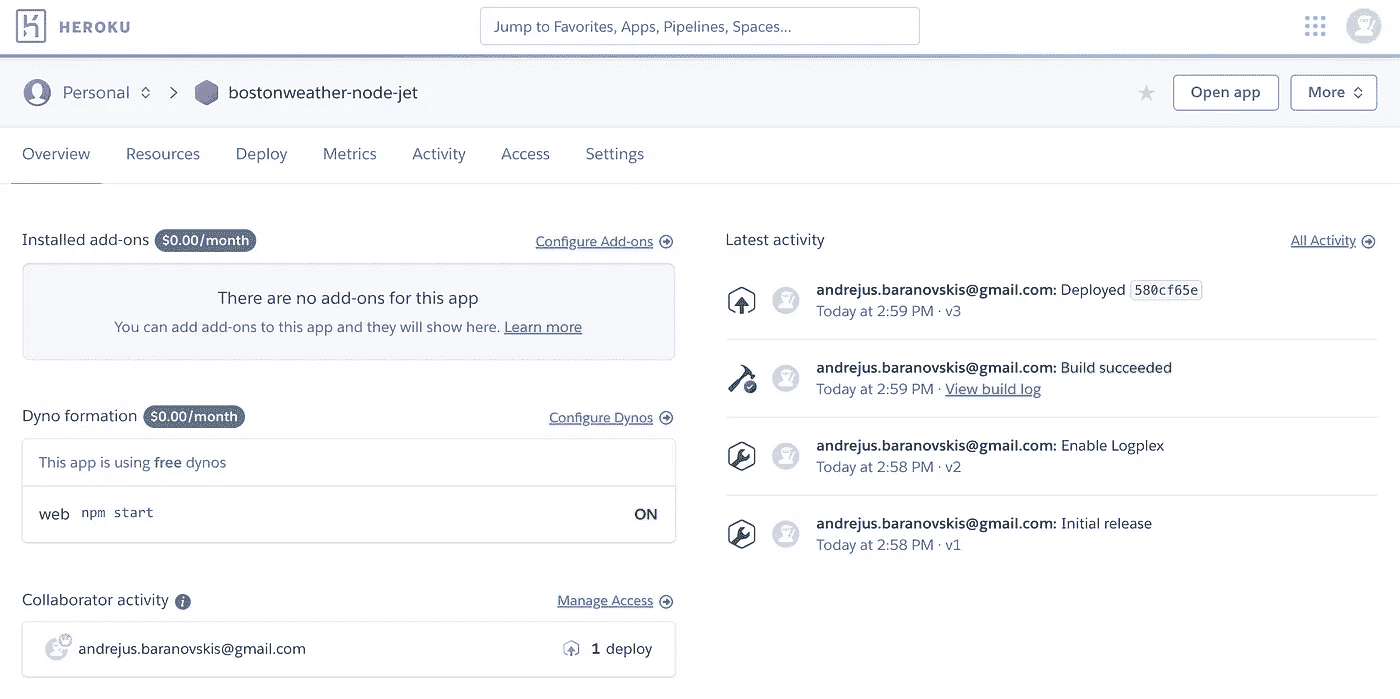 HEROKU
Jump to Favorites, Apps, Pipelines, Spaces...
Personal
bostonweather-node-jet
Open app
More
Overview
Resources
Deploy
Metrics
Activity
Access
Settings
Installed add-ons $0.00/month
Configure Add-ons
There are no add-ons for this app
You can add add-ons to this app and they will show here. Learn more
Dyno formation $0.00/month
Configure Dynos
This app is using free dynos
web npm start
ON
Collaborator activity
Manage Access
andrejus.baranovskis@gmail.com
1 deploy
Latest activity
All Activity
andrejus.baranovskis@gmail.com: Deployed 580cf65e
Today at 2:59 PM · v3
andrejus.baranovskis@gmail.com: Build succeeded
Today at 2:59 PM · View build log
andrejus.baranovskis@gmail.com: Enable Logplex
Today at 2:58 PM · v2
andrejus.baranovskis@gmail.com: Initial release
Today at 2:58 PM · v1